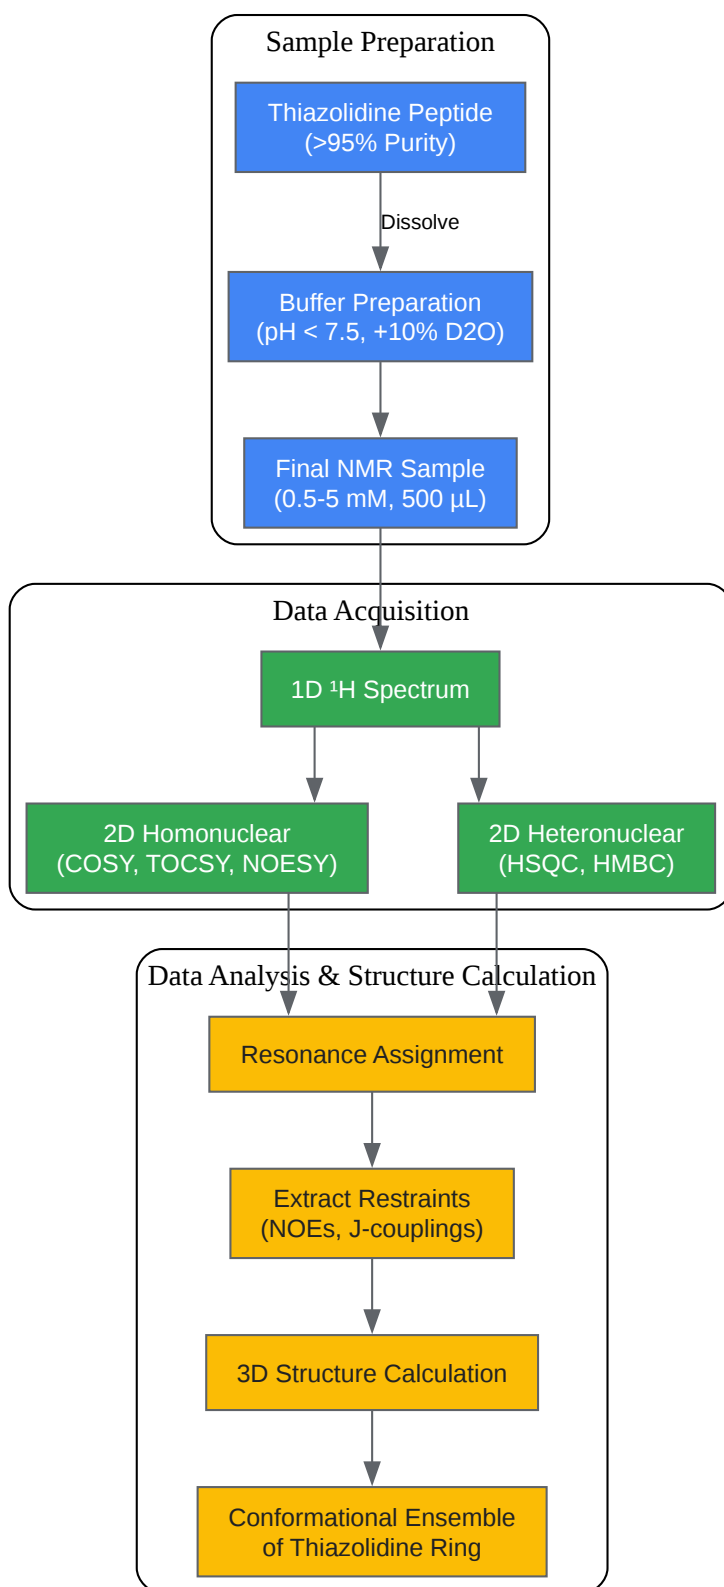 Sample Preparation
Thiazolidine Peptide
(>95% Purity)
Dissolve
Buffer Preparation
(pH < 7.5, +10% D2O)
Final NMR Sample
(0.5-5 mM, 500 µL)
Data Acquisition
1D ¹H Spectrum
2D Homonuclear
(COSY, TOCSY, NOESY)
2D Heteronuclear
(HSQC, HMBC)
Data Analysis & Structure Calculation
Resonance Assignment
Extract Restraints
(NOEs, J-couplings)
3D Structure Calculation
Conformational Ensemble
of Thiazolidine Ring